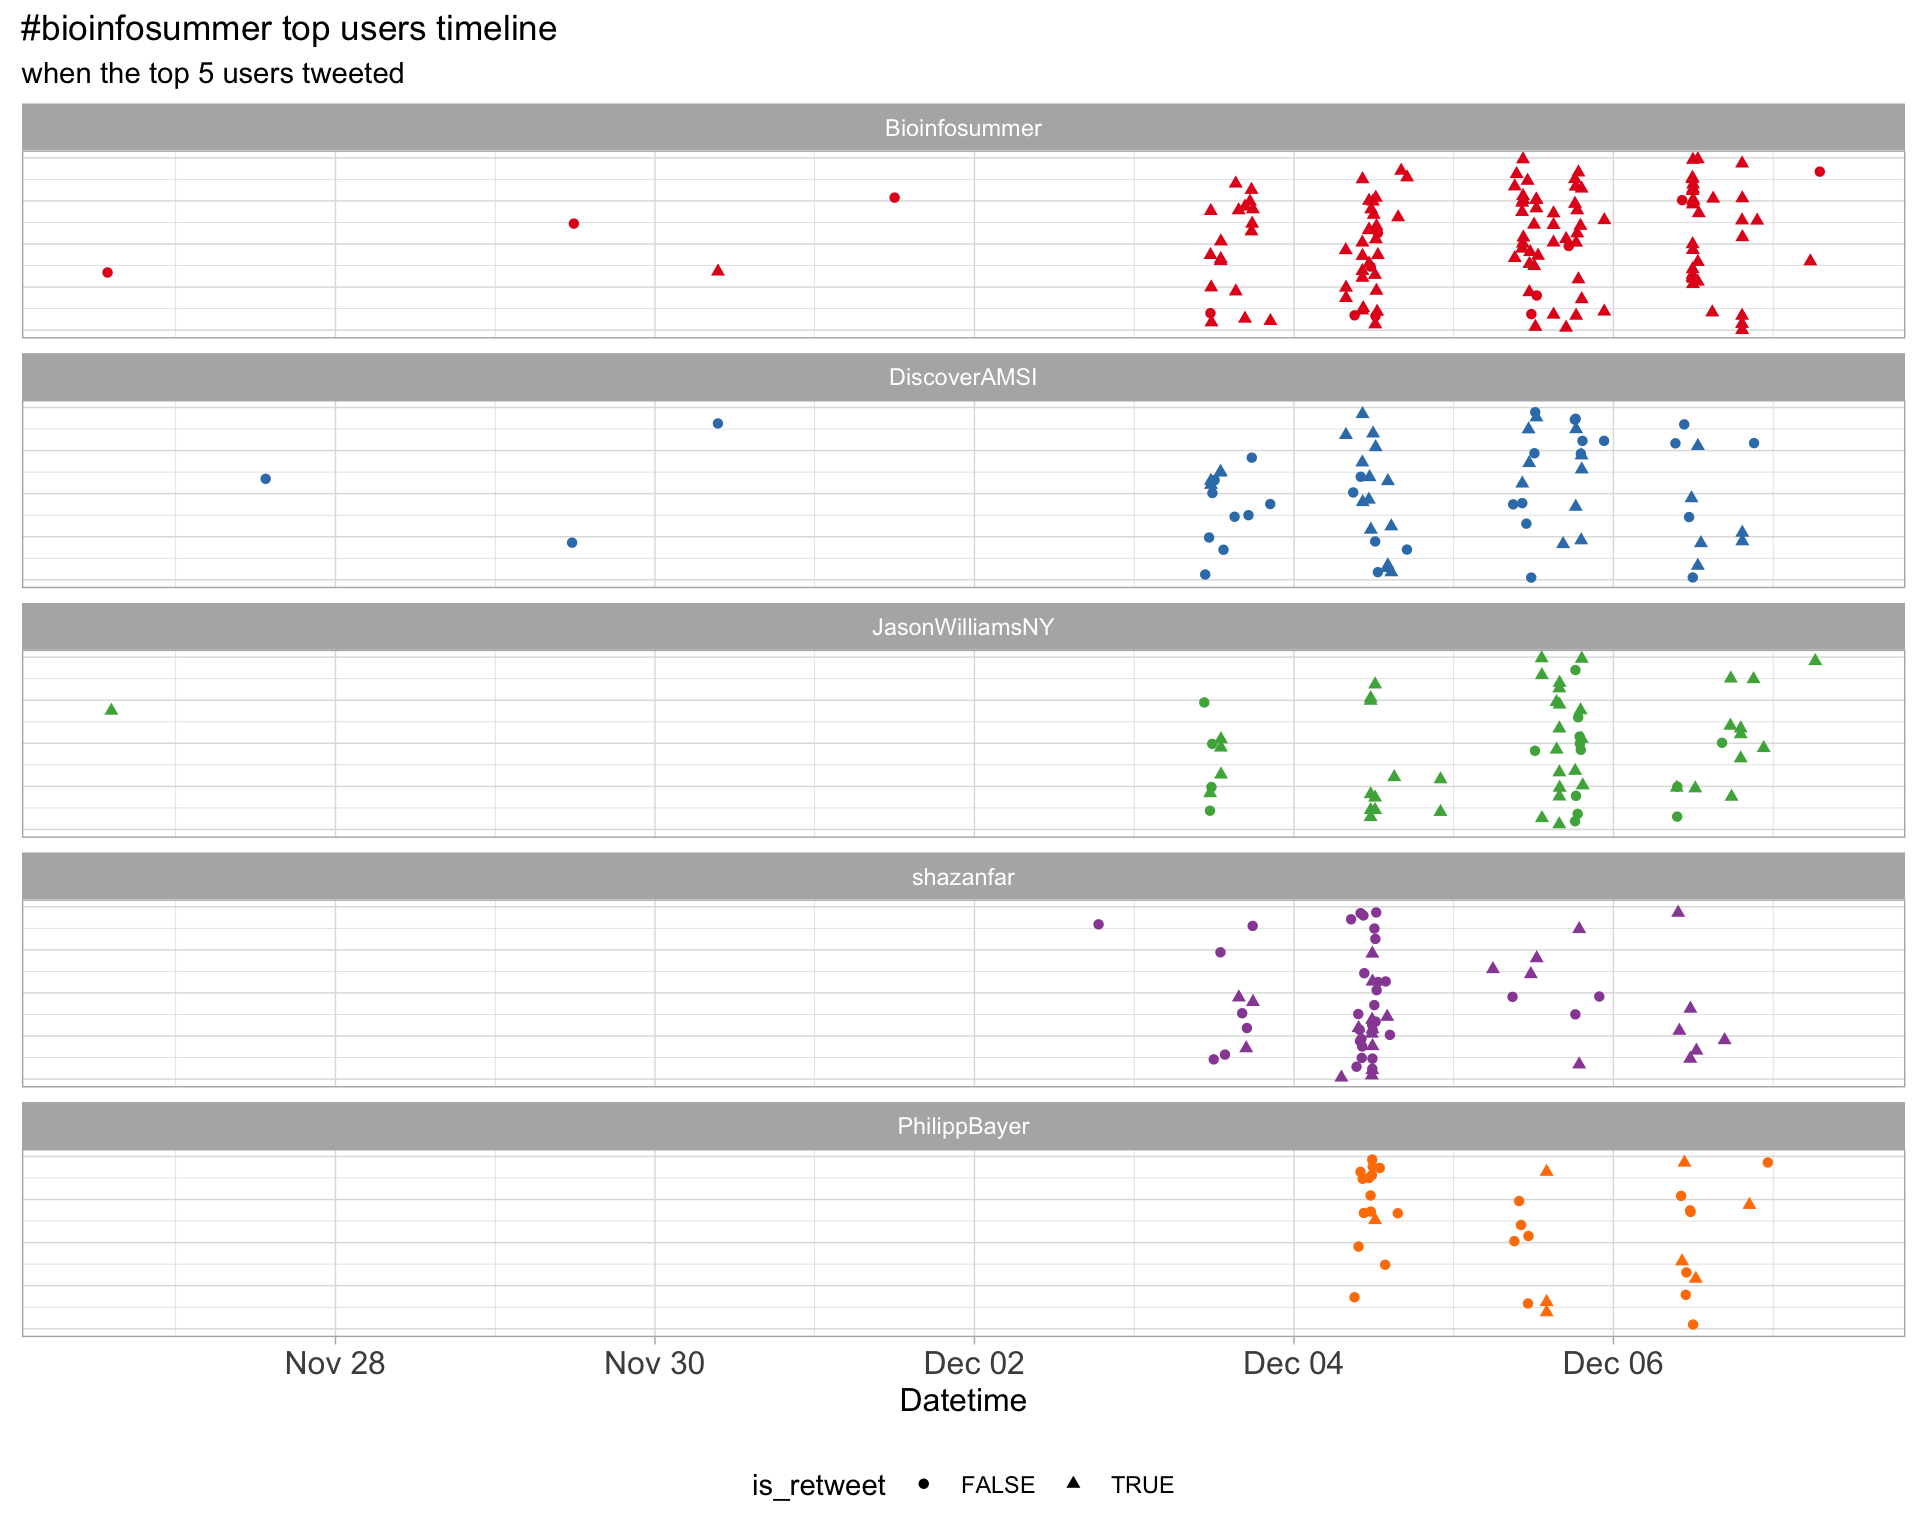 #bioinfosummer top users timeline
when the top 5 users tweeted
Bioinfosummer
DiscoverAMSI
JasonWilliamsNY
shazanfar
PhilippBayer
Nov 28 Nov 30 Dec 02 Dec 04 Dec 06
Datetime
is_retweet FALSE TRUE